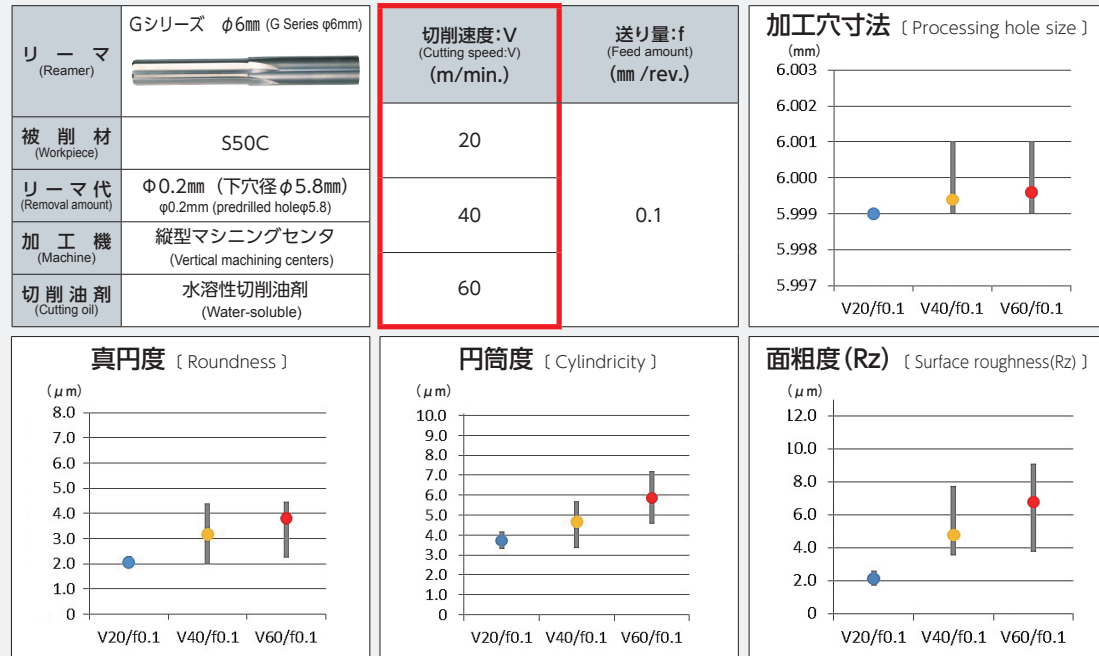 リーマ
(Reamer)
Gシリーズ φ6㎜ (G Series φ6mm)
被削材
(Workpiece)
S50C
リーマ代
(Removal amount)
Φ0.2㎜（下穴径φ5.8㎜）
φ0.2mm (predrilled holeφ5.8)
加工機
(Machine)
縦型マシニングセンタ
(Vertical machining centers)
切削油剤
(Cutting oil)
水溶性切削油剤
(Water-soluble)
切削速度:V
(Cutting speed:V)
(m/min.)
送り量:f
(Feed amount)
(㎜ /rev.)
20
40
60
0.1
加工穴寸法〔 Processing hole size 〕
(mm)
6.003
6.002
6.001
6.000
5.999
5.998
5.997
V20/f0.1 V40/f0.1 V60/f0.1
真円度〔 Roundness 〕
(μm)
8.0
7.0
6.0
5.0
4.0
3.0
2.0
1.0
0
V20/f0.1 V40/f0.1 V60/f0.1
円筒度〔 Cylindricity 〕
(μm)
10.0
9.0
8.0
7.0
6.0
5.0
4.0
3.0
2.0
1.0
0
V20/f0.1 V40/f0.1 V60/f0.1
面粗度(Rz)〔 Surface roughness(Rz) 〕
(μm)
12.0
10.0
8.0
6.0
4.0
2.0
0
V20/f0.1 V40/f0.1 V60/f0.1